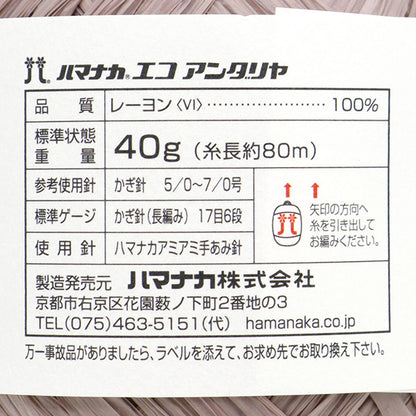 ハマナカ® エコ アンダリヤ
品質 レーヨン〈VI〉………………… 100%
標準状態重量 40g(糸長約80m)
参考使用針 かぎ針 5/0~7/0号
標準ゲージ かぎ針(長編み) 17目6段
使用針 ハマナカアミアミ手あみ針
矢印の方向へ
糸を引き出して
お編みください。
製造発売元 ハマナカ株式会社
京都市右京区花園薮ノ下町2番地の3
TEL(075)463-5151(代) hamanaka.co.jp
万一事故品がありましたら、ラベルを添えて、お求め先でお取り換え下さい。